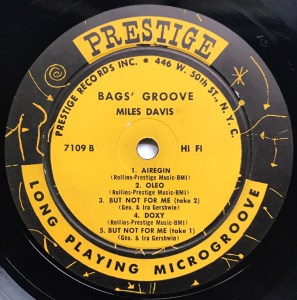 PRESTIGE
PRESTIGE RECORDS INC. • 446 W. 50th ST., N.Y.C.
BAGS' GROOVE
MILES DAVIS
7109 B
HI FI
1. AIREGIN
(Rollins-Prestige Music-BMI)
2. OLEO
(Rollins-Prestige Music-BMI)
3. BUT NOT FOR ME (take 2)
(Geo. & Ira Gershwin)
4. DOXY
(Rollins-Prestige Music-BMI)
5. BUT NOT FOR ME (take 1)
(Geo. & Ira Gershwin)
LONG PLAYING MICROGROOVE